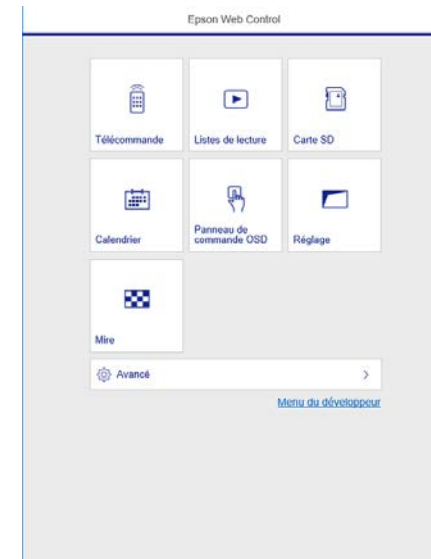 Epson Web Control
Télécommande
Listes de lecture
Carte SD
Calendrier
Panneau de
commande OSD
Réglage
Mire
Avancé
Menu du développeur